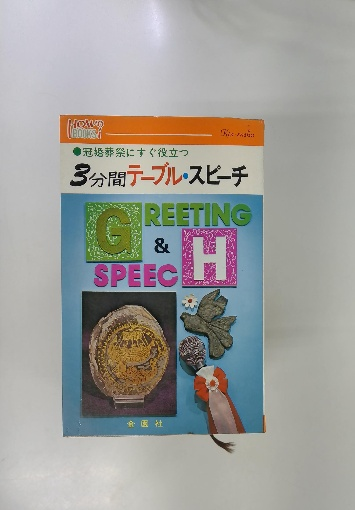 HOW TO
BOOKS
●冠婚葬祭にすぐ役立つ
3分間テーブル・スピーチ
GREETING
&
SPEECH
金園社